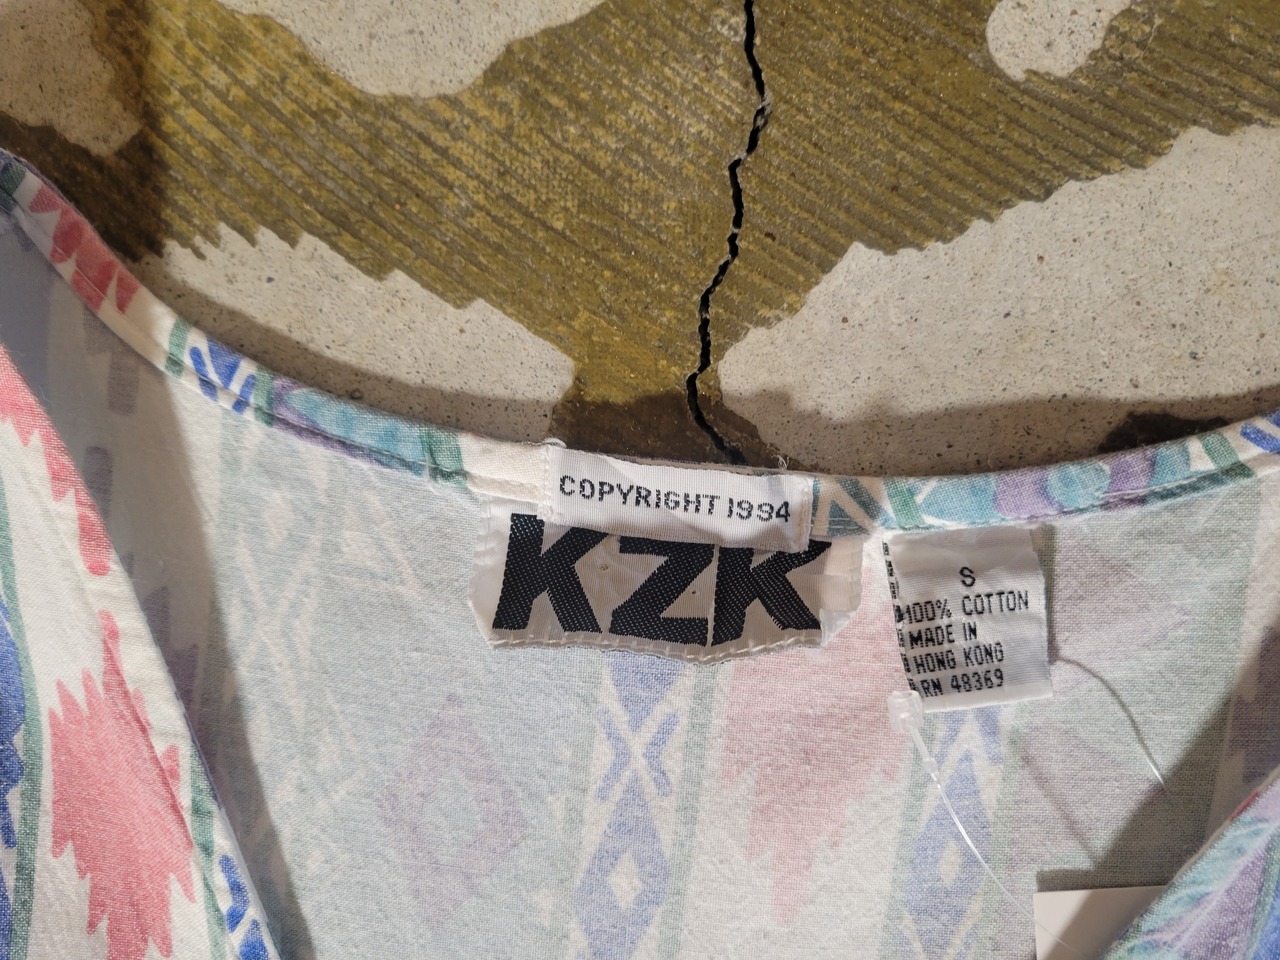 COPYRIGHT 1994
KZK
S
100% COTTON
MADE IN
HONG KONG
RN 48369